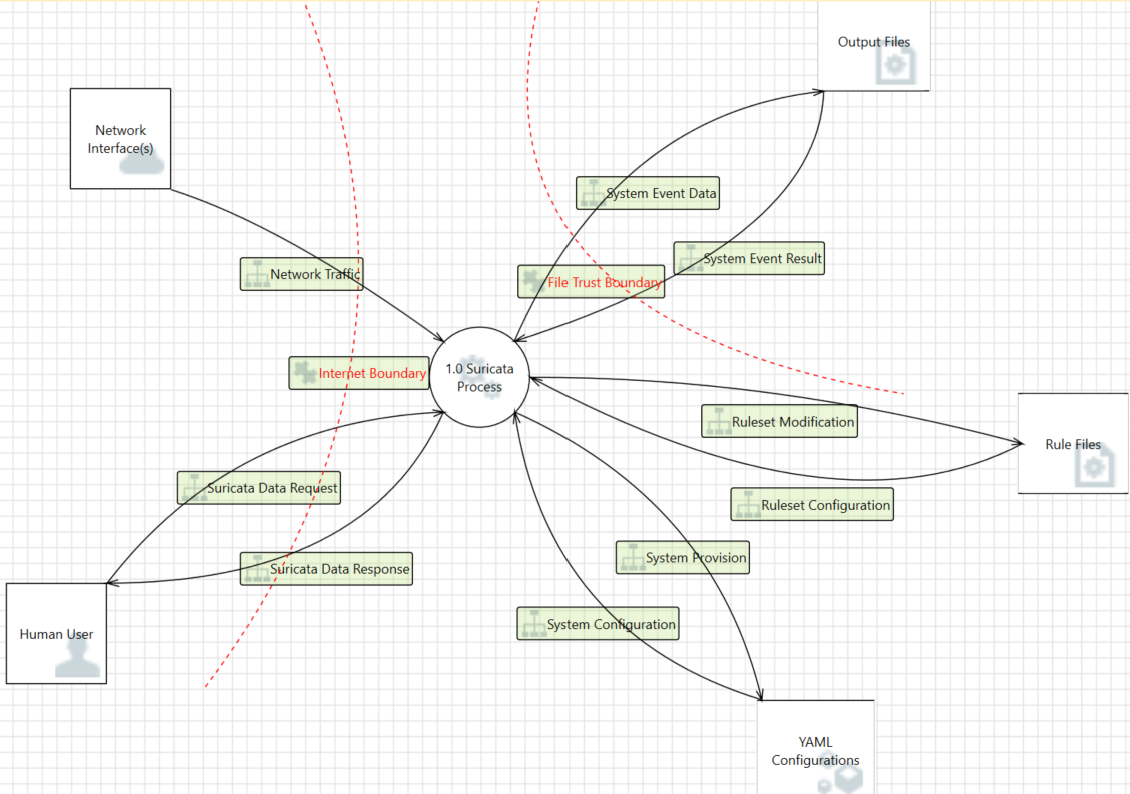 Output Files
Network
Interface(s)
System Event Data
System Event Result
Network Traffic
File Trust Boundary
Internet Boundary
1.0 Suricata
Process
Ruleset Modification
Rule Files
Suricata Data Request
Ruleset Configuration
System Provision
Suricata Data Response
System Configuration
Human User
YAML
Configurations